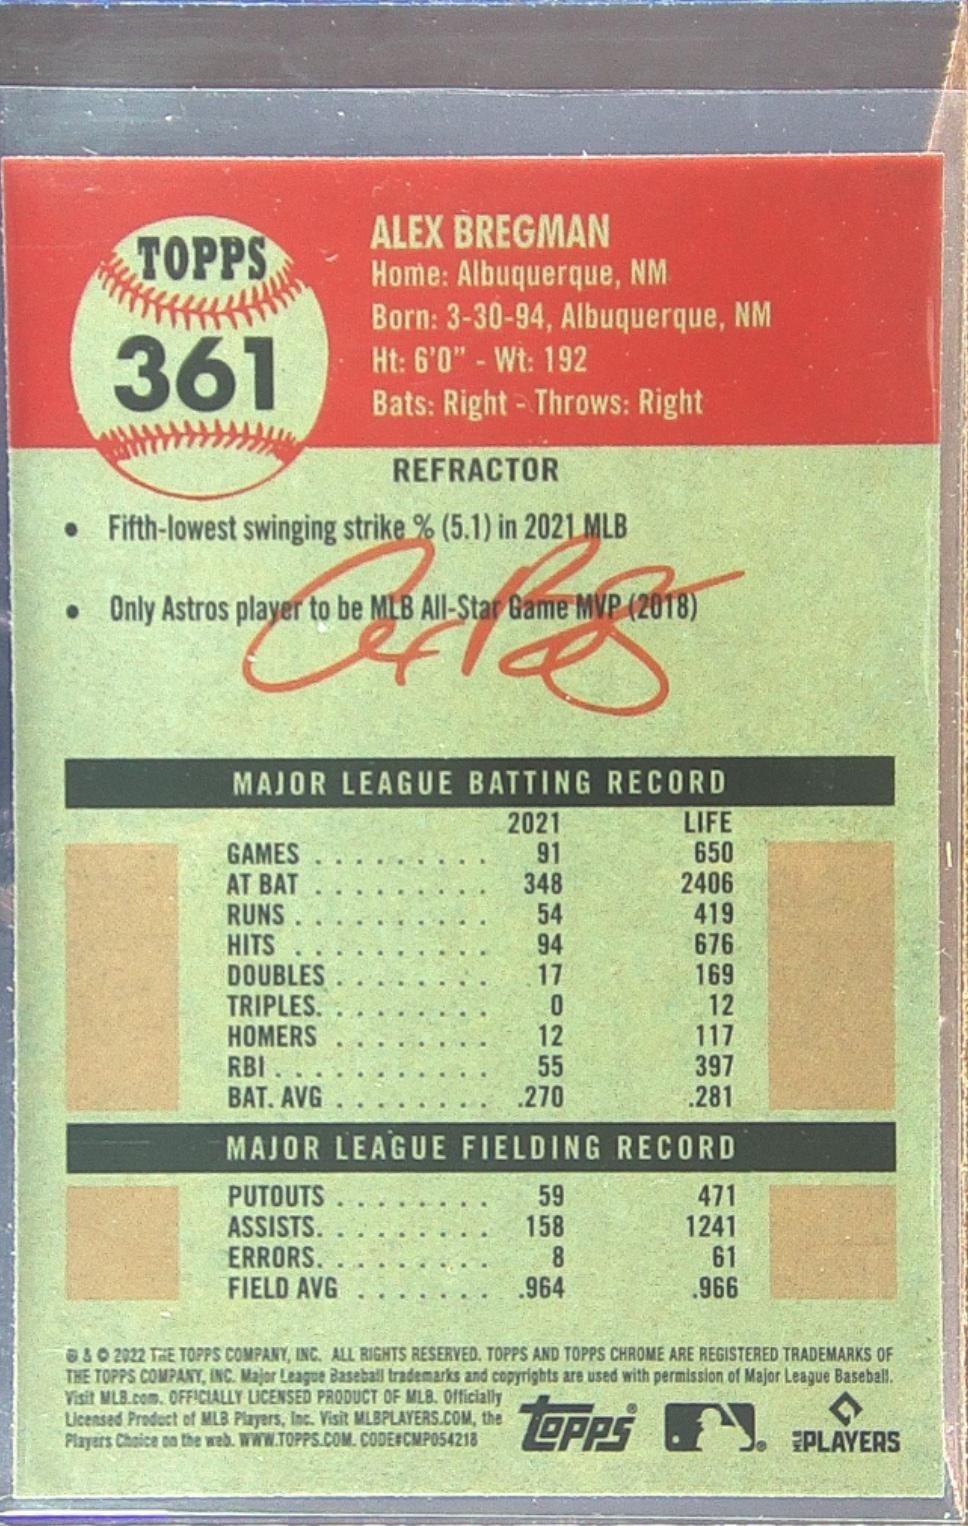 TOPPS
361
ALEX BREGMAN
Home: Albuquerque, NM
Born: 3-30-94, Albuquerque, NM
Ht: 6'0" - Wt: 192
Bats: Right - Throws: Right
REFRACTOR
• Fifth-lowest swinging strike % (5.1) in 2021 MLB
• Only Astros player to be MLB All-Star Game MVP (2018)
MAJOR LEAGUE BATTING RECORD
2021 LIFE
GAMES . . . . . . . . . 91 650
AT BAT . . . . . . . . . 348 2406
RUNS . . . . . . . . . . 54 419
HITS . . . . . . . . . . 94 676
DOUBLES . . . . . . . . 17 169
TRIPLES. . . . . . . . . 0 12
HOMERS . . . . . . . . 12 117
RBI . . . . . . . . . . . 55 397
BAT. AVG . . . . . . . . .270 .281
MAJOR LEAGUE FIELDING RECORD
PUTOUTS . . . . . . . . 59 471
ASSISTS. . . . . . . . . 158 1241
ERRORS. . . . . . . . . 8 61
FIELD AVG . . . . . . . .964 .966
® & © 2022 THE TOPPS COMPANY, INC. ALL RIGHTS RESERVED. TOPPS AND TOPPS CHROME ARE REGISTERED TRADEMARKS OF
THE TOPPS COMPANY, INC. Major League Baseball trademarks and copyrights are used with permission of Major League Baseball.
Visit MLB.com. OFFICIALLY LICENSED PRODUCT OF MLB. Officially
Licensed Product of MLB Players, Inc. Visit MLBPLAYERS.COM, the
Players Choice on the web. WWW.TOPPS.COM. CODE#CMP054218
topps® ® MLB PLAYERS